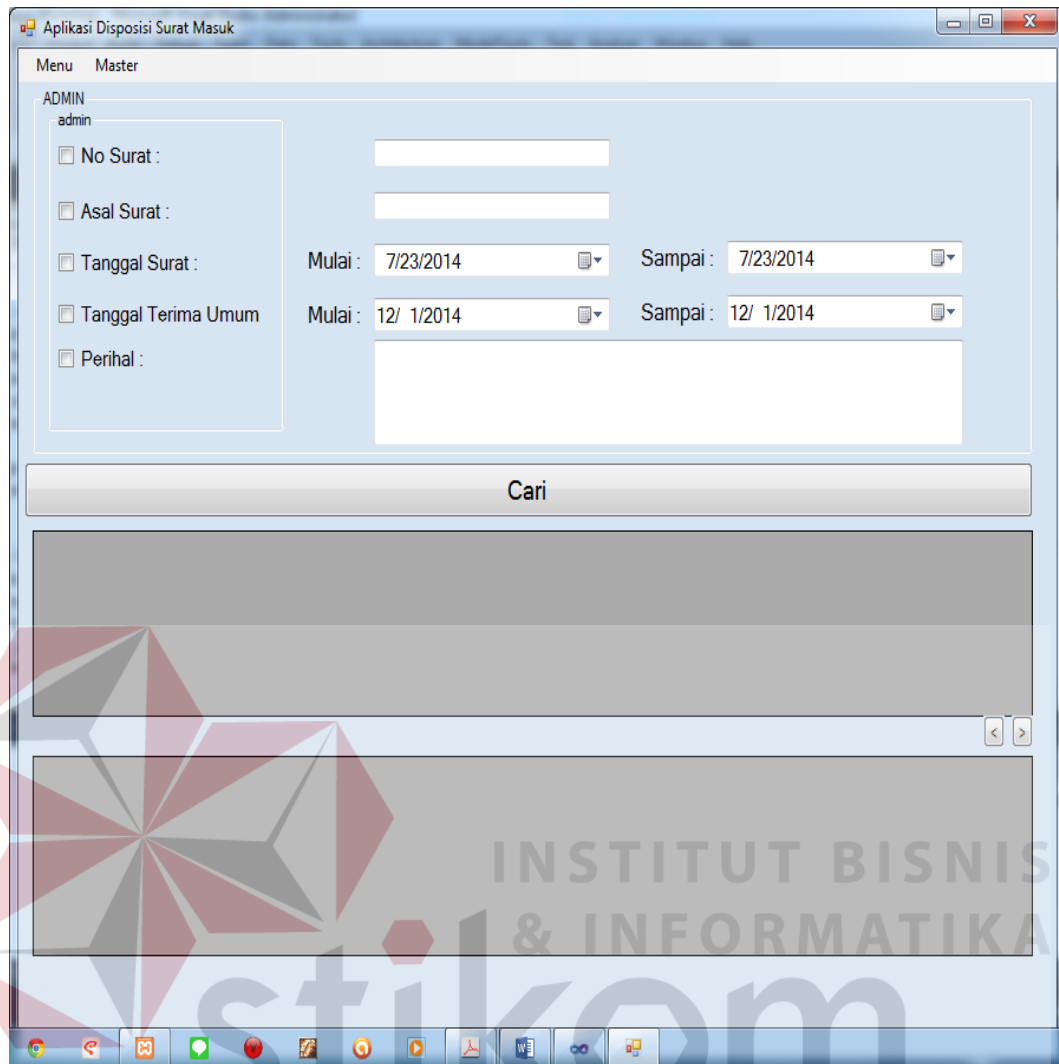 Aplikasi Disposisi Surat Masuk
Menu Master
ADMIN
admin
No Surat :
Asal Surat :
Tanggal Surat : Mulai : 7/23/2014 Sampai : 7/23/2014
Tanggal Terima Umum Mulai : 12/ 1/2014 Sampai : 12/ 1/2014
Perihal :
Cari
< >
INSTITUT BISNIS
& INFORMATIKA
stikom